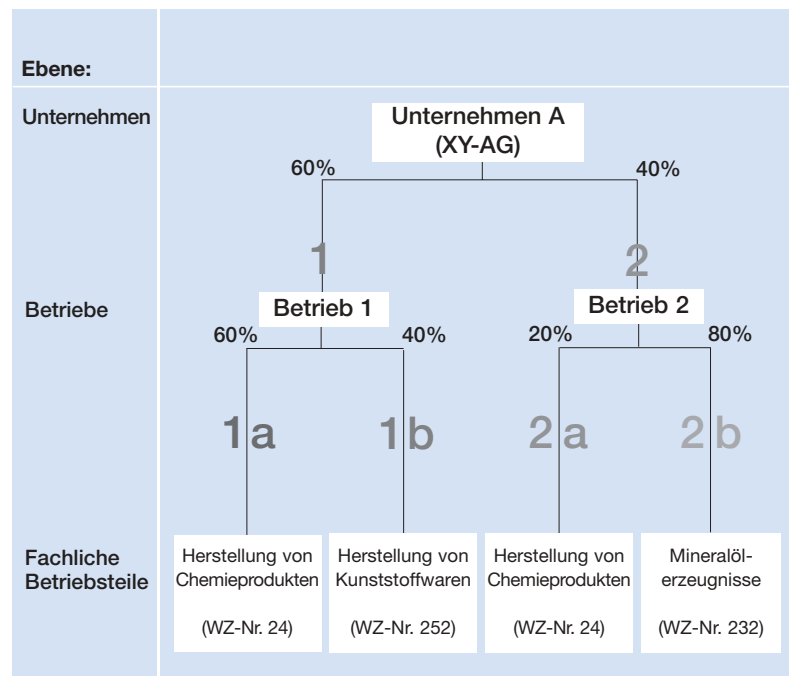 Ebene:
Unternehmen
Unternehmen A
(XY-AG)
60%
40%
1
2
Betriebe
Betrieb 1
Betrieb 2
60%
40%
20%
80%
1a
1b
2a
2b
Fachliche
Betriebsteile
Herstellung von
Chemieprodukten
(WZ-Nr. 24)
Herstellung von
Kunststoffwaren
(WZ-Nr. 252)
Herstellung von
Chemieprodukten
(WZ-Nr. 24)
Mineralöl-
erzeugnisse
(WZ-Nr. 232)